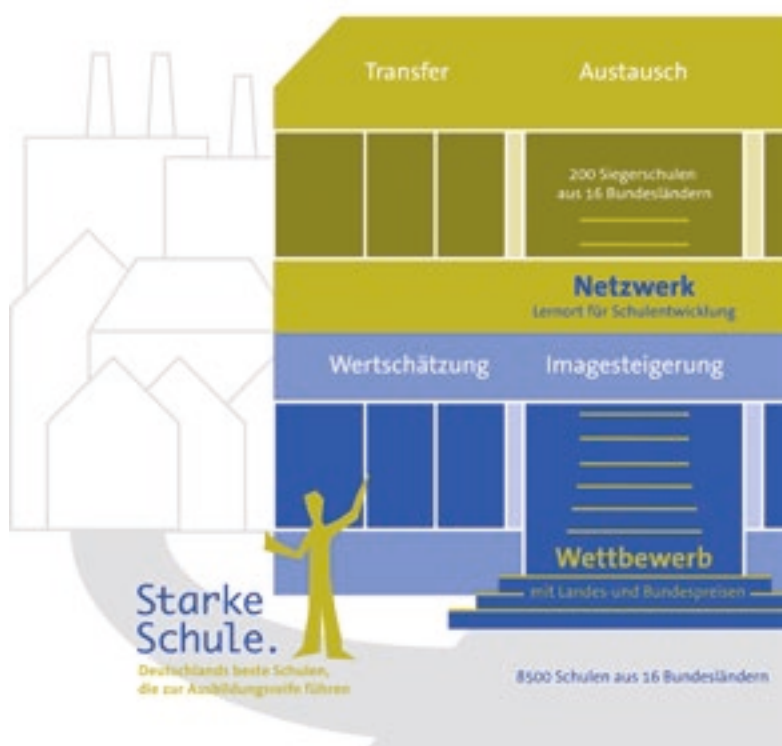 Transfer
Austausch
200 Siegerschulen
aus 16 Bundesländern
Netzwerk
Lernort für Schulentwicklung
Wertschätzung
Imagesteigerung
Wettbewerb
mit Landes- und Bundespreisen
Starke
Schule.
Deutschlands beste Schulen,
die zur Ausbildungsreife führen
8500 Schulen aus 16 Bundesländern